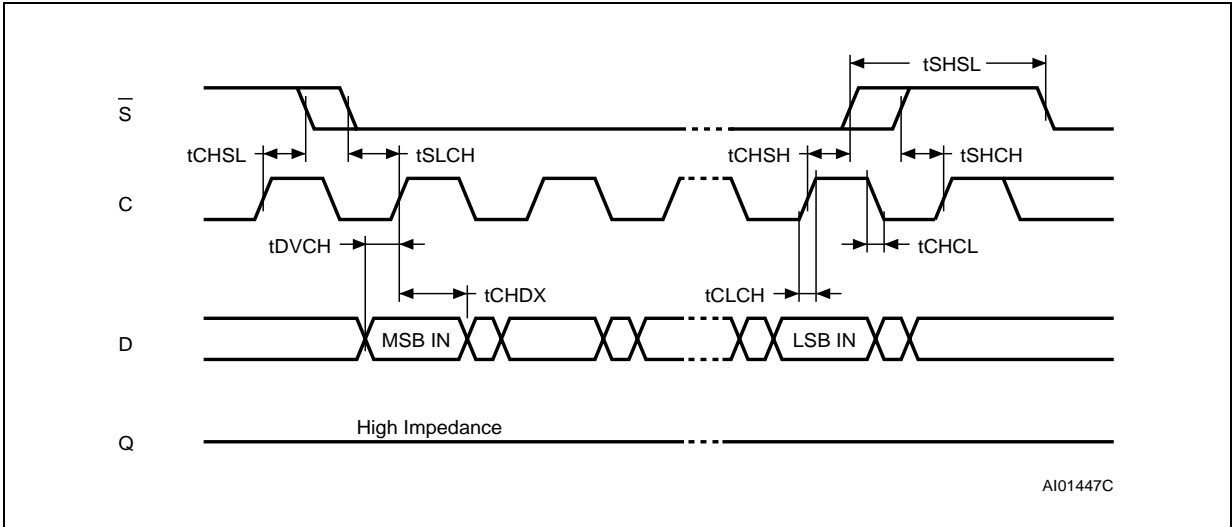 tSHSL
S
tCHSL
tSLCH
tCHSH
tSHCH
C
tDVCH
tCHCL
tCHDX
tCLCH
D
MSB IN
LSB IN
High Impedance
Q
AI01447C